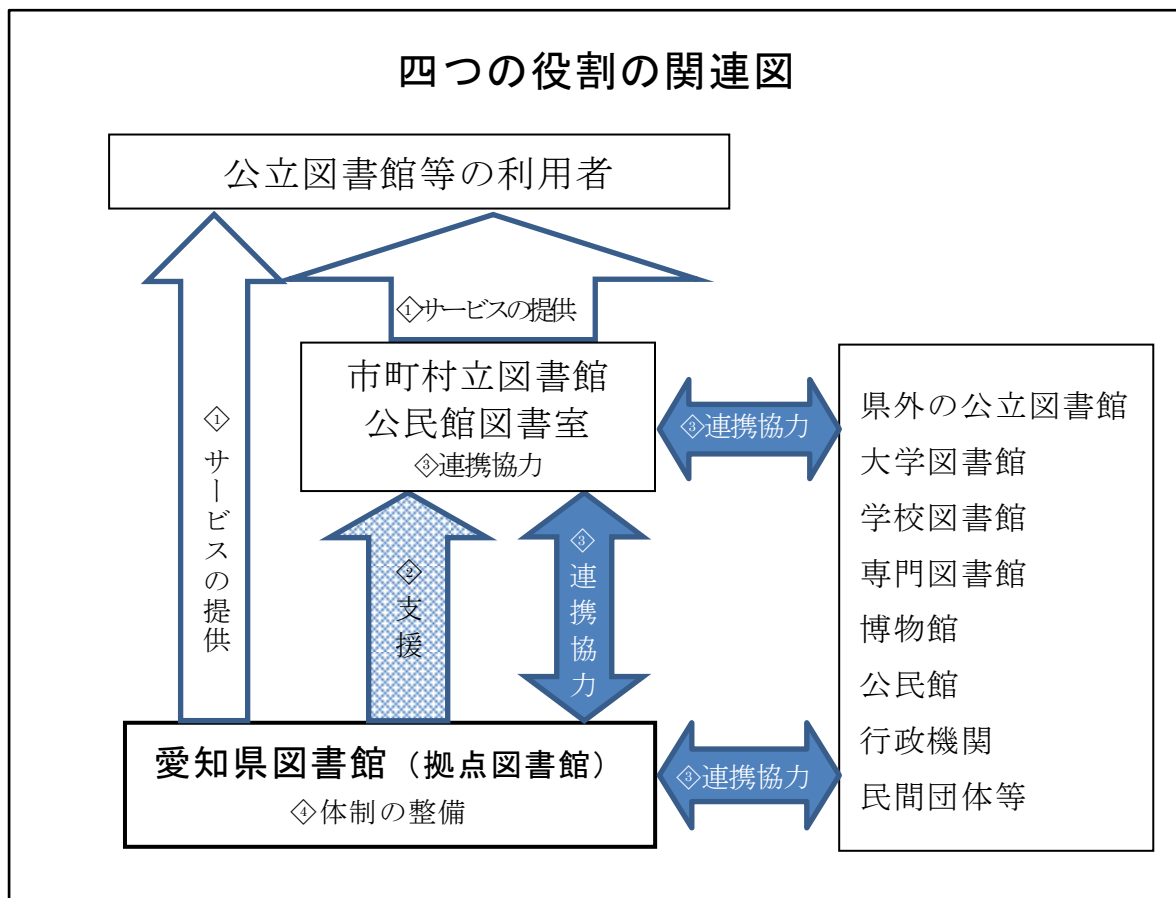 四つの役割の関連図
公立図書館等の利用者
①サービスの提供
①サービスの提供
市町村立図書館
公民館図書室
③連携協力
③連携協力
②支援
③連携協力
愛知県図書館（拠点図書館）
④体制の整備
③連携協力
県外の公立図書館
大学図書館
学校図書館
専門図書館
博物館
公民館
行政機関
民間団体等